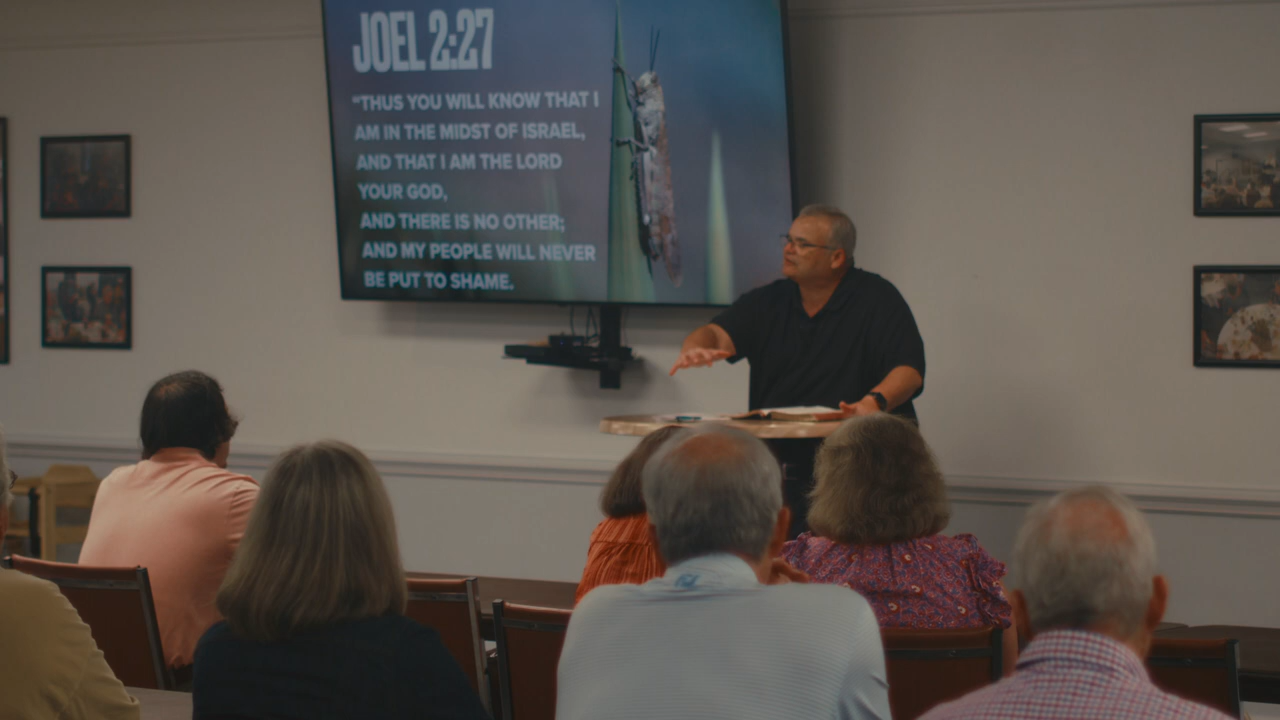 JOEL 2:27
"THUS YOU WILL KNOW THAT I
AM IN THE MIDST OF ISRAEL,
AND THAT I AM THE LORD
YOUR GOD,
AND THERE IS NO OTHER;
AND MY PEOPLE WILL NEVER
BE PUT TO SHAME.